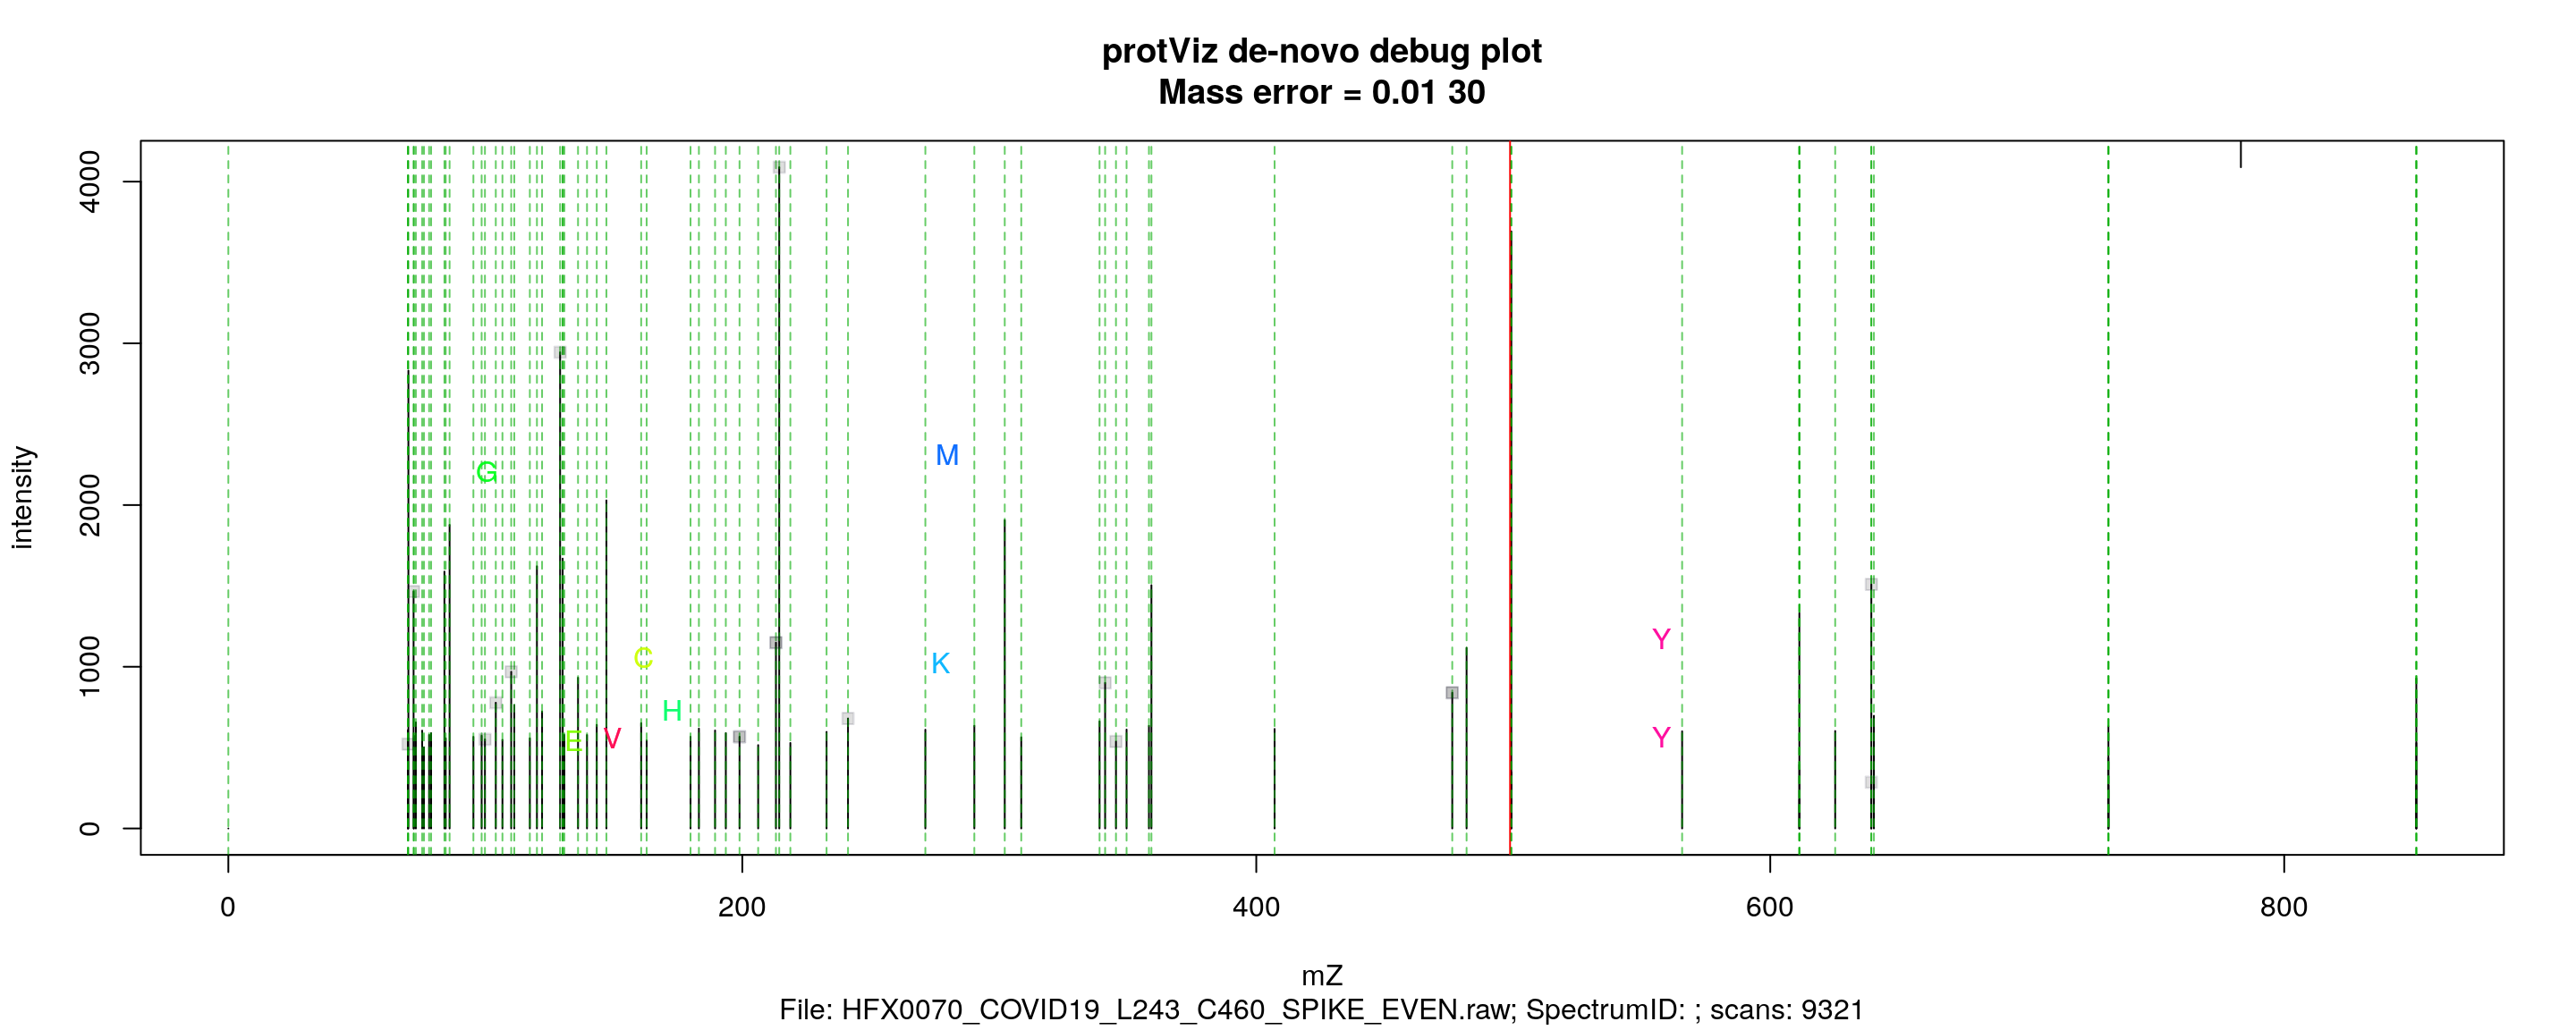 protViz de-novo debug plot
Mass error = 0.01 30
intensity
4000
3000
2000
1000
0
G
M
C
K
H
E
V
Y
Y
0 200 400 600 800
mZ
File: HFX0070_COVID19_L243_C460_SPIKE_EVEN.raw; SpectrumID: ; scans: 9321